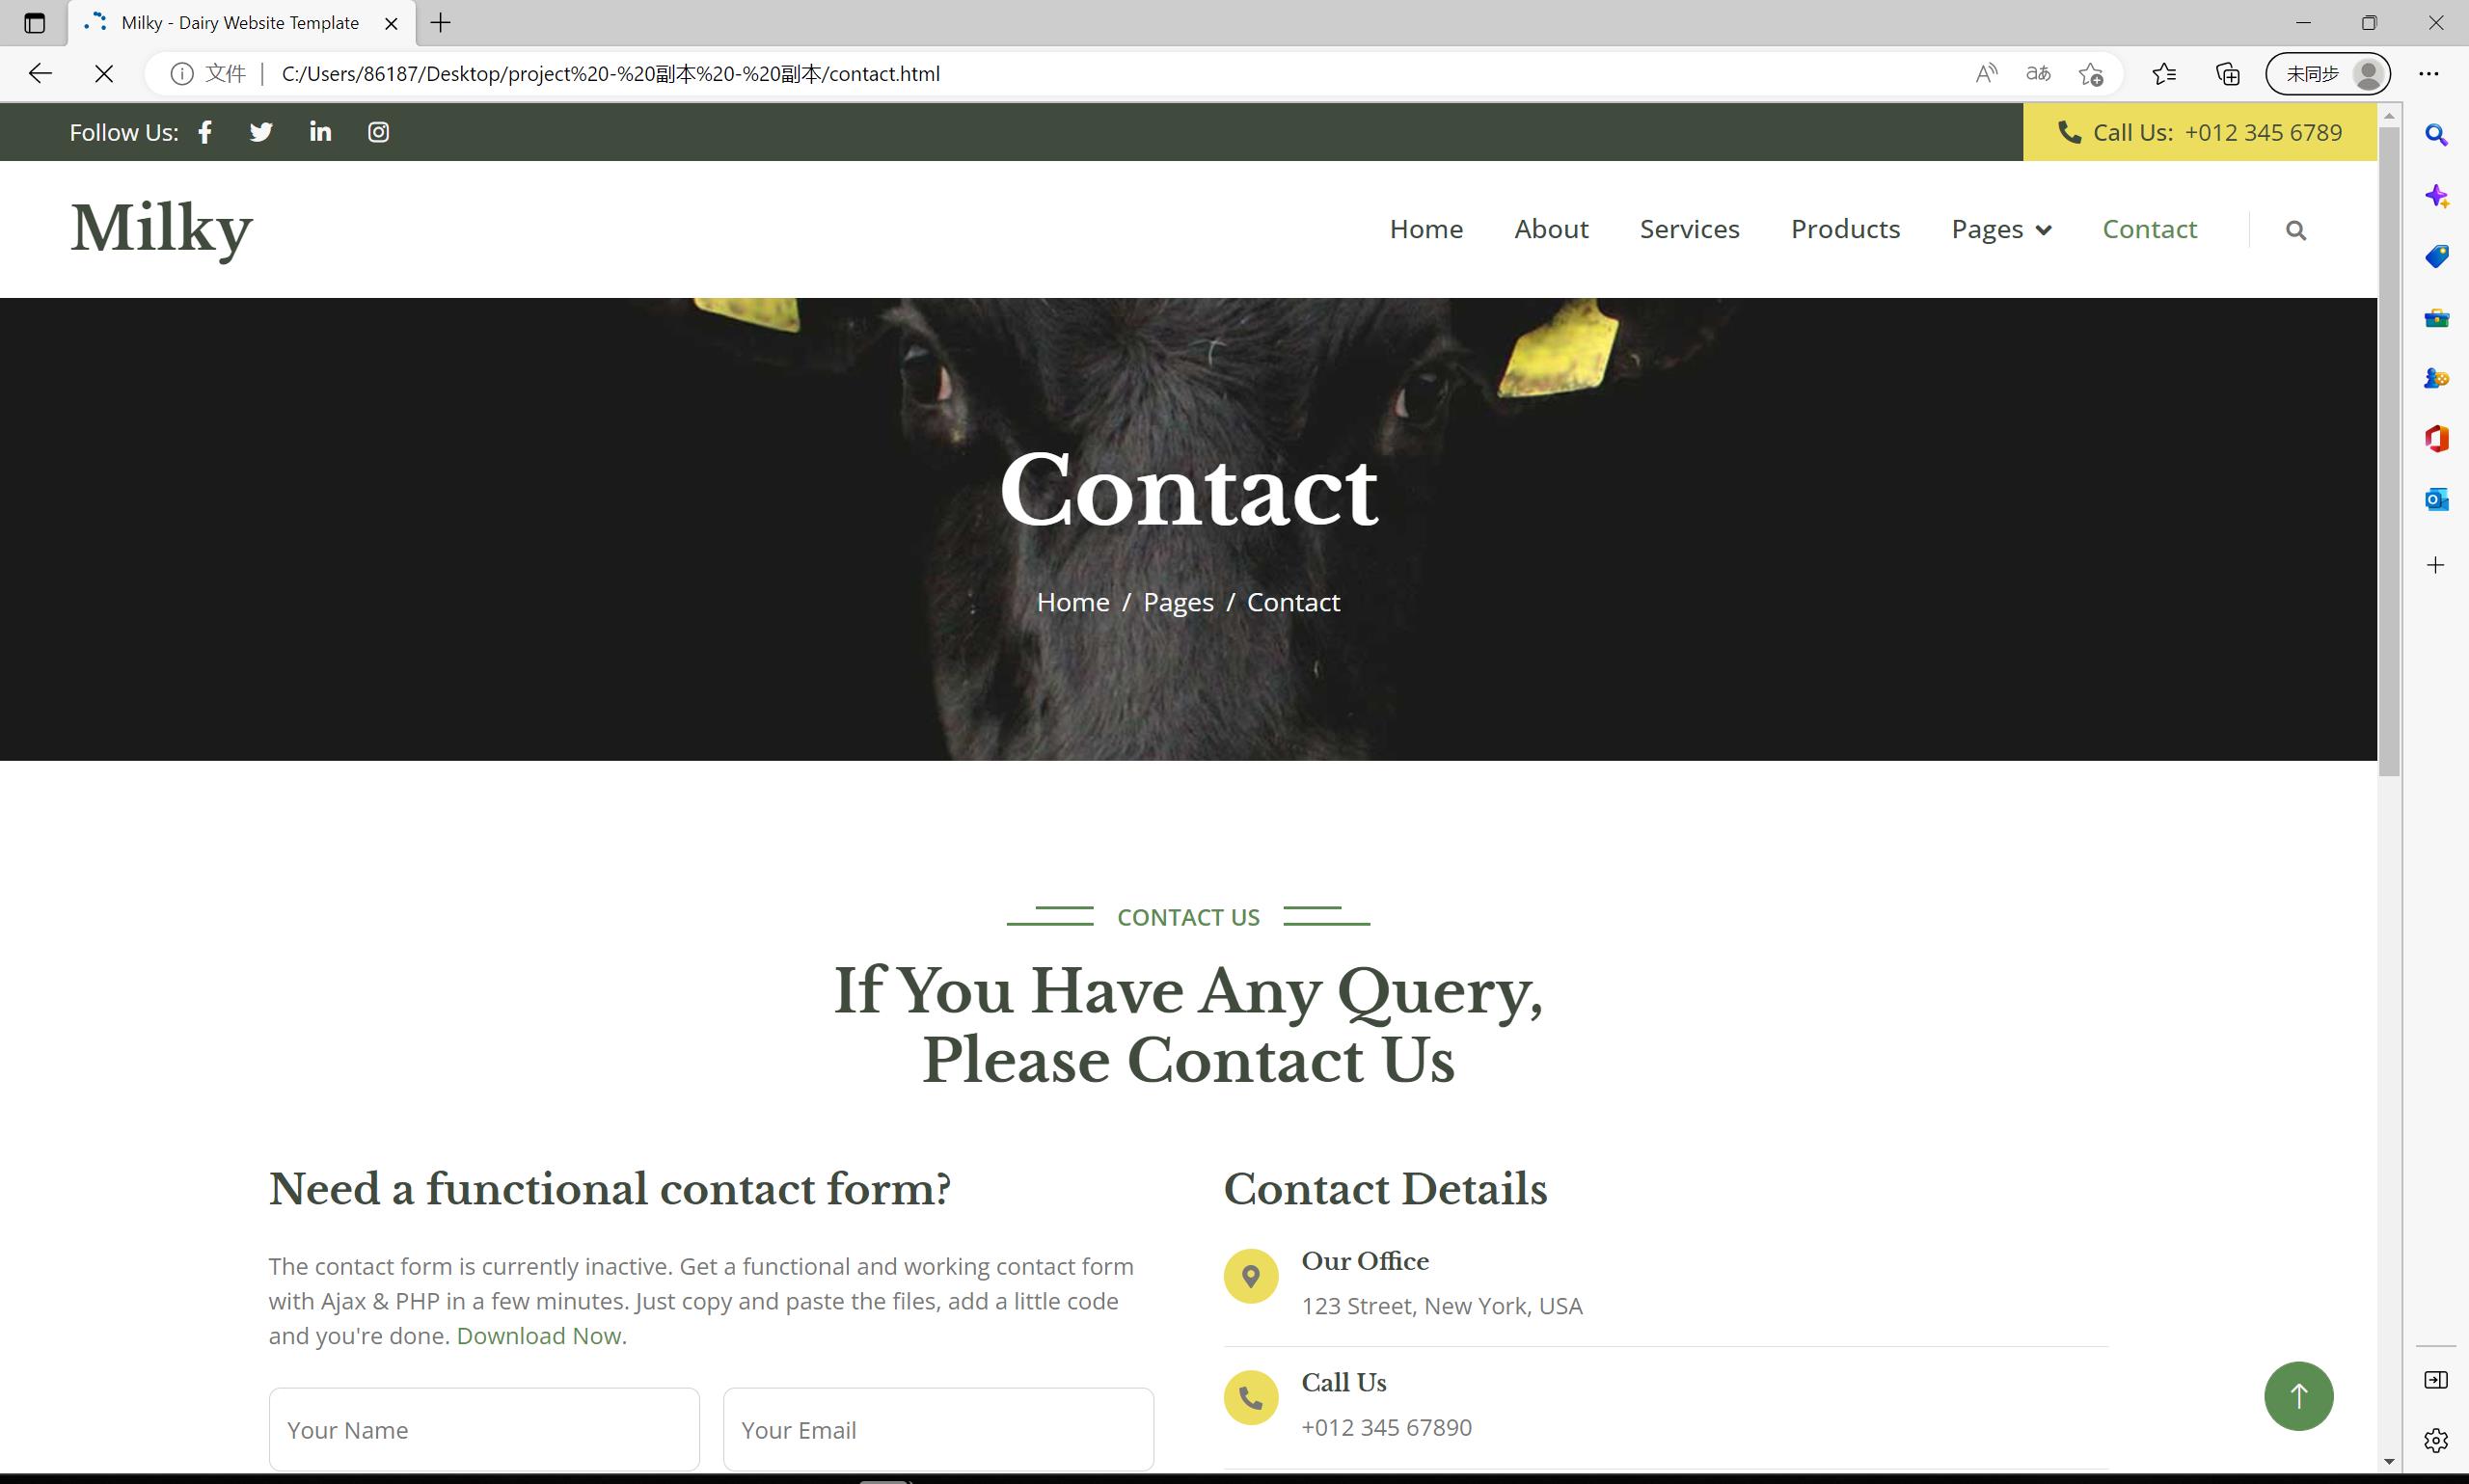 Milky - Dairy Website Template
文件 | C:/Users/86187/Desktop/project%20-%20副本%20-%20副本/contact.html
aあ
未同步
Follow Us:
Call Us: +012 345 6789
Milky
Home About Services Products Pages Contact
Contact
Home / Pages / Contact
CONTACT US
If You Have Any Query,
Please Contact Us
Need a functional contact form?
The contact form is currently inactive. Get a functional and working contact form
with Ajax & PHP in a few minutes. Just copy and paste the files, add a little code
and you're done. Download Now.
Your Name
Your Email
Contact Details
Our Office
123 Street, New York, USA
Call Us
+012 345 67890